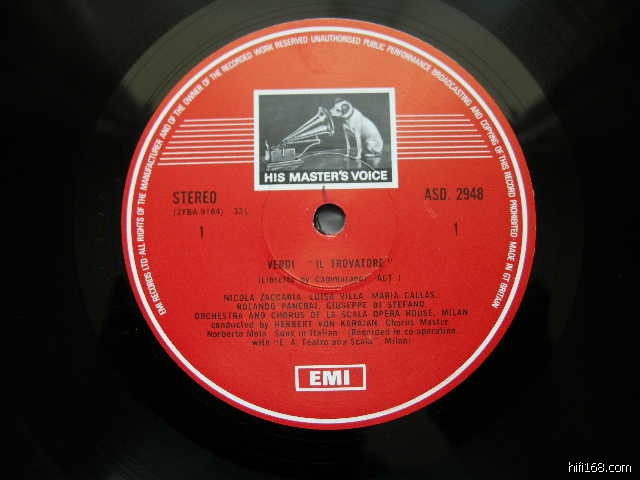 EMI RECORDS LTD·ALL RIGHTS OF THE MANUFACTURER AND OF THE OWNER OF THE RECORDED WORK RESERVED·UNAUTHORISED PUBLIC PERFORMANCE BROADCASTING AND COPYING OF THIS RECORD PROHIBITED·MADE IN GT BRITAIN
HIS MASTER'S VOICE
STEREO
ASD. 2948
(2YEA.9184) 33
1
1
VERDI "IL TROVATORE"
(Libretto by Cammarano) ACT I
NICOLA ZACCARIA, LUISA VILLA, MARIA CALLAS,
ROLANDO PANERAI, GIUSEPPE DI STEFANO
ORCHESTRA AND CHORUS OF LA SCALA OPERA HOUSE, MILAN
conducted by HERBERT VON KARAJAN. Chorus Master
Norberto Mola Sung in Italian (Recorded in co-operation
with "E. A. Teatro alla Scala", Milan)
EMI
hifi168.com